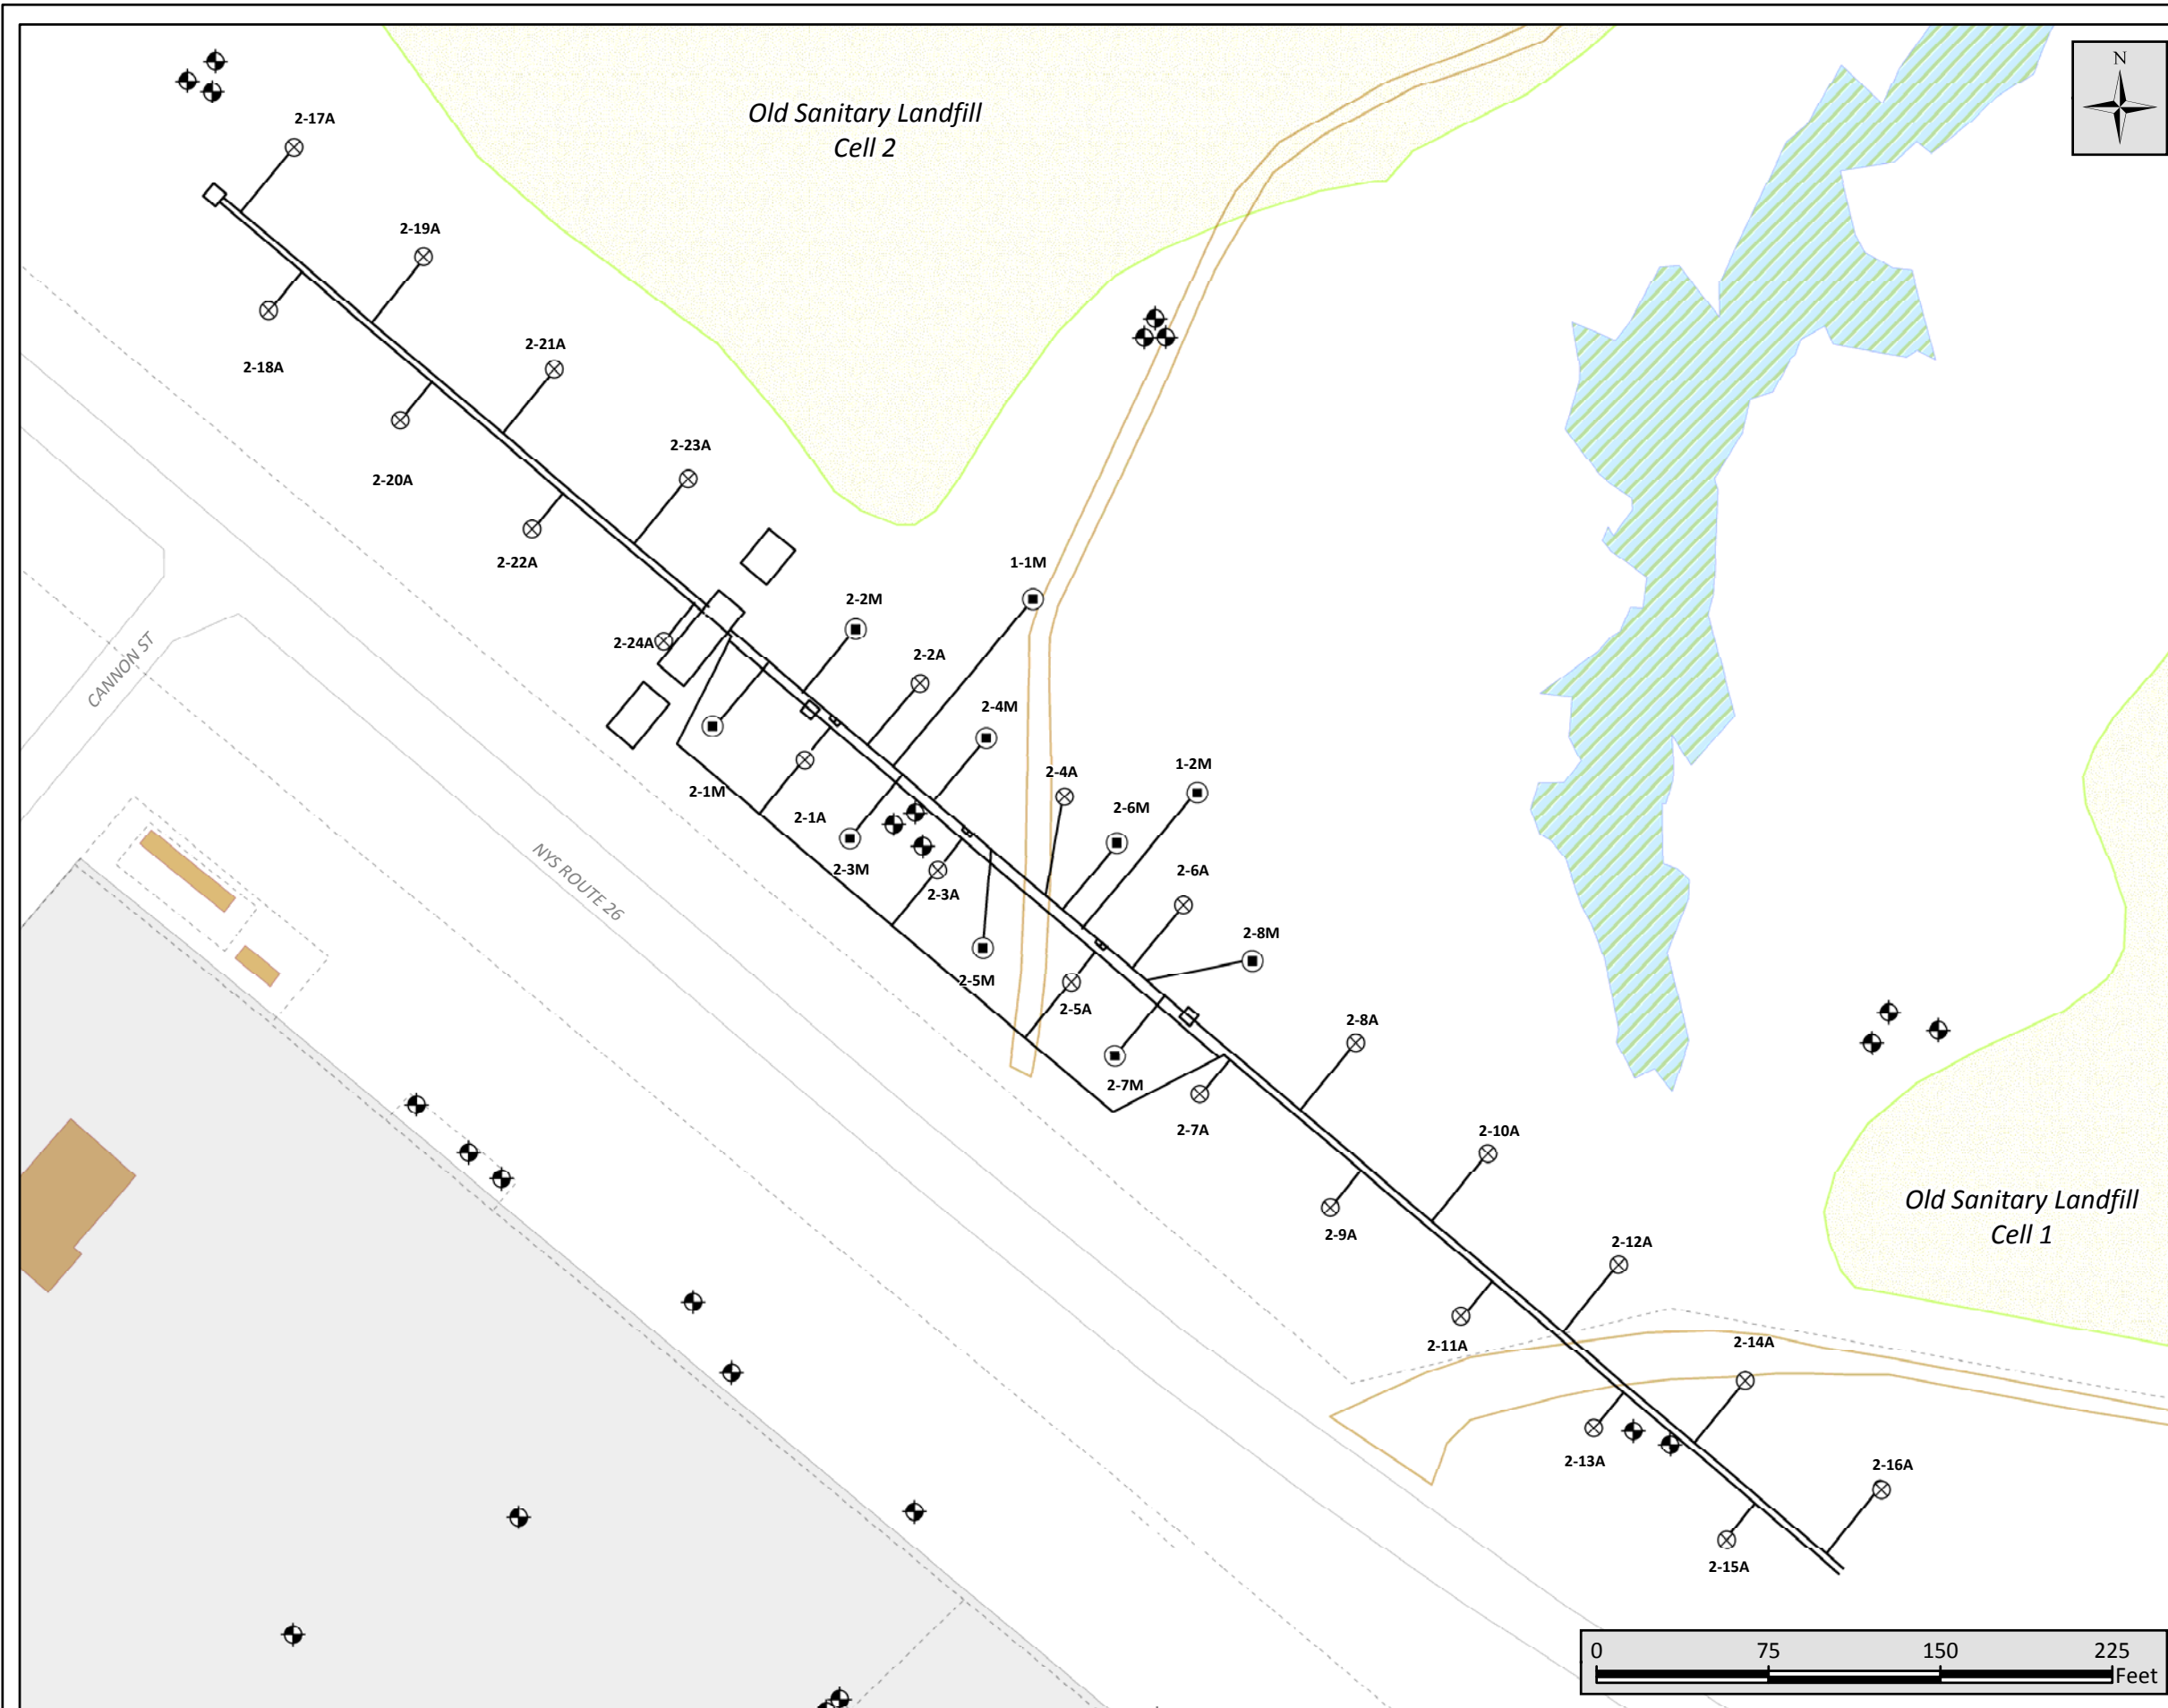 N
Old Sanitary Landfill
Cell 2
2-17A
2-19A
2-18A
2-21A
2-23A
2-20A
2-22A
1-1M
2-2M
2-24A
2-2A
2-4M
2-4A
1-2M
2-1M
2-6M
2-1A
2-3M
2-6A
2-3A
2-8M
2-5M
2-5A
2-8A
2-7M
2-7A
2-10A
2-9A
2-12A
2-11A
2-14A
2-13A
2-16A
2-15A
CANNON ST
NYS ROUTE 26
Old Sanitary Landfill
Cell 1
0 75 150 225
Feet